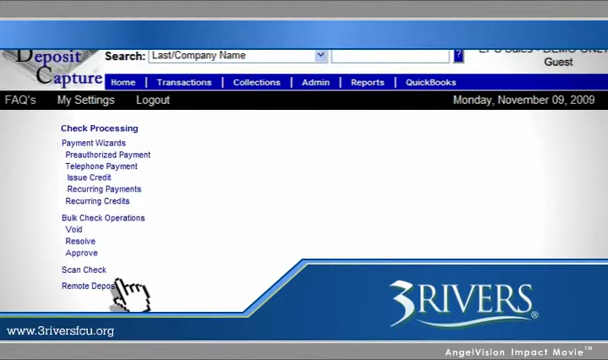 Deposit
Capture
Search: Last/Company Name ?
Guest
Home | Transactions | Collections | Admin | Reports | QuickBooks
FAQ's My Settings Logout Monday, November 09, 2009
Check Processing
Payment Wizards
Preauthorized Payment
Telephone Payment
Issue Credit
Recurring Payments
Recurring Credits
Bulk Check Operations
Void
Resolve
Approve
Scan Check
Remote
3RIVERS®
www.3riversfcu.org
AngelVision Impact Movie™